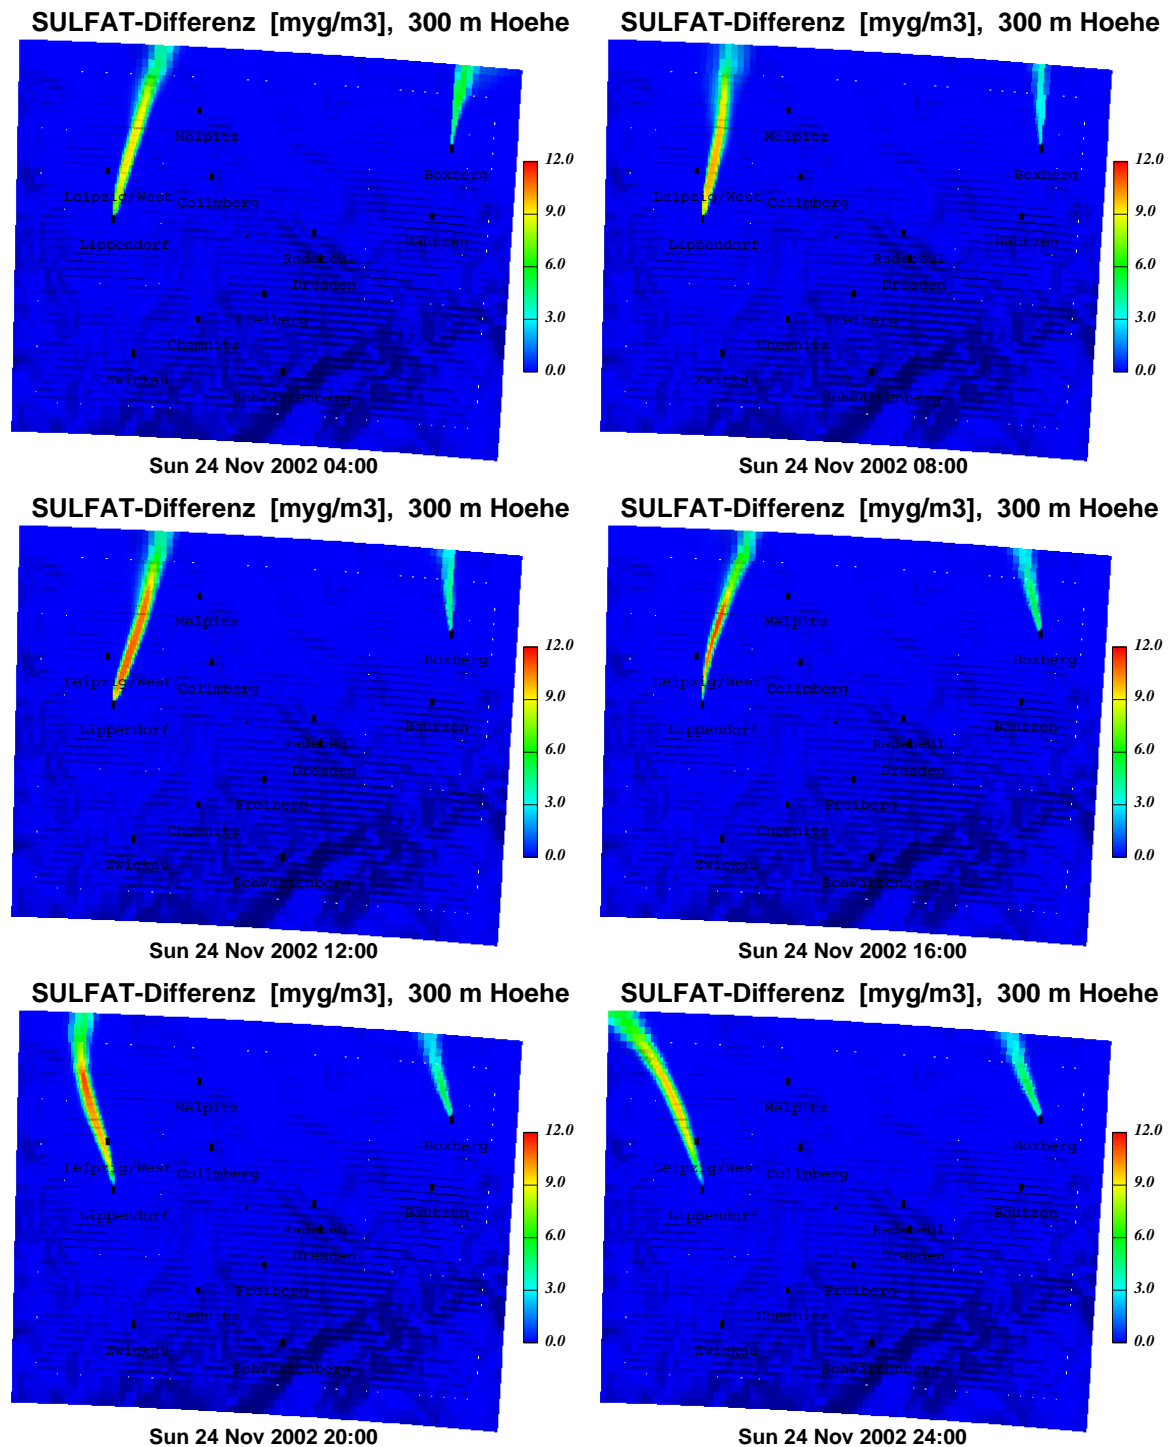 SULFAT-Differenz [myg/m3], 300 m Hoehe
Melpitz
Boxberg
Leipzig/West
Collmberg
Lippendorf
Bautzen
Radebeul
Dresden
Freiberg
Chemnitz
Zwickau
Schwartenberg
12.0
9.0
6.0
3.0
0.0
Sun 24 Nov 2002 04:00
SULFAT-Differenz [myg/m3], 300 m Hoehe
Melpitz
Boxberg
Leipzig/West
Collmberg
Lippendorf
Bautzen
Radebeul
Dresden
Freiberg
Chemnitz
Zwickau
Schwartenberg
12.0
9.0
6.0
3.0
0.0
Sun 24 Nov 2002 08:00
SULFAT-Differenz [myg/m3], 300 m Hoehe
Melpitz
Boxberg
Leipzig/West
Collmberg
Lippendorf
Bautzen
Radebeul
Dresden
Freiberg
Chemnitz
Zwickau
Schwartenberg
12.0
9.0
6.0
3.0
0.0
Sun 24 Nov 2002 12:00
SULFAT-Differenz [myg/m3], 300 m Hoehe
Melpitz
Boxberg
Leipzig/West
Collmberg
Lippendorf
Bautzen
Radebeul
Dresden
Freiberg
Chemnitz
Zwickau
Schwartenberg
12.0
9.0
6.0
3.0
0.0
Sun 24 Nov 2002 16:00
SULFAT-Differenz [myg/m3], 300 m Hoehe
Melpitz
Boxberg
Leipzig/West
Collmberg
Lippendorf
Bautzen
Radebeul
Dresden
Freiberg
Chemnitz
Zwickau
Schwartenberg
12.0
9.0
6.0
3.0
0.0
Sun 24 Nov 2002 20:00
SULFAT-Differenz [myg/m3], 300 m Hoehe
Melpitz
Boxberg
Leipzig/West
Collmberg
Lippendorf
Bautzen
Radebeul
Dresden
Freiberg
Chemnitz
Zwickau
Schwartenberg
12.0
9.0
6.0
3.0
0.0
Sun 24 Nov 2002 24:00